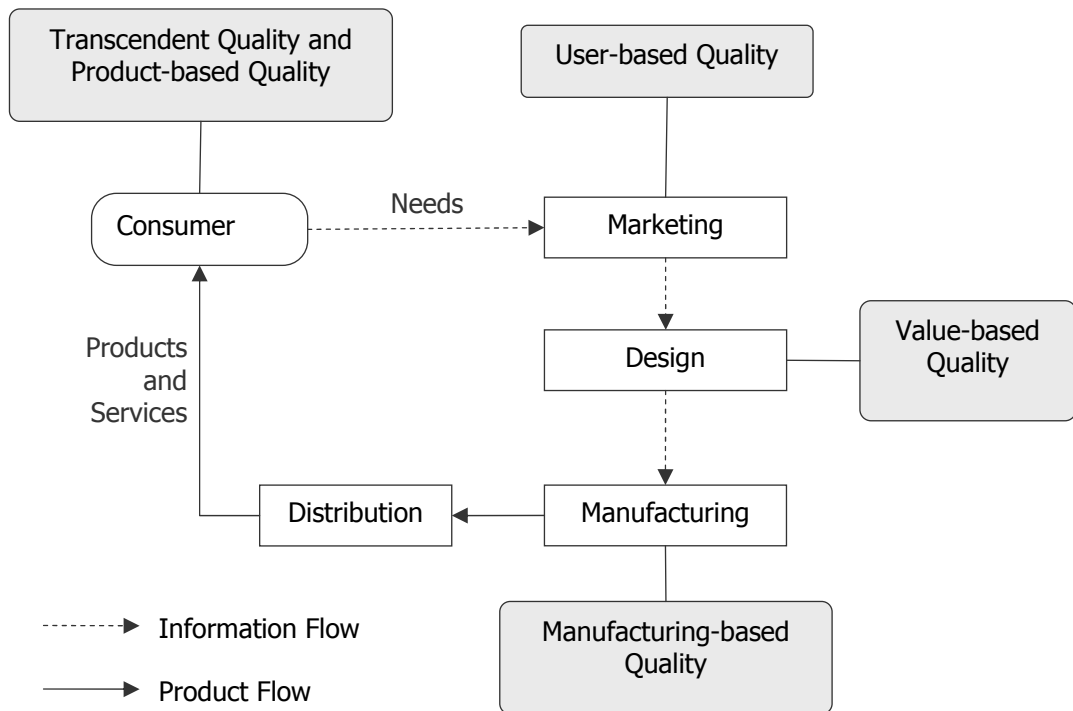 Transcendent Quality and
Product-based Quality
User-based Quality
Needs
Consumer
Marketing
Products
and
Services
Design
Value-based
Quality
Distribution
Manufacturing
Information Flow
Manufacturing-based
Quality
Product Flow